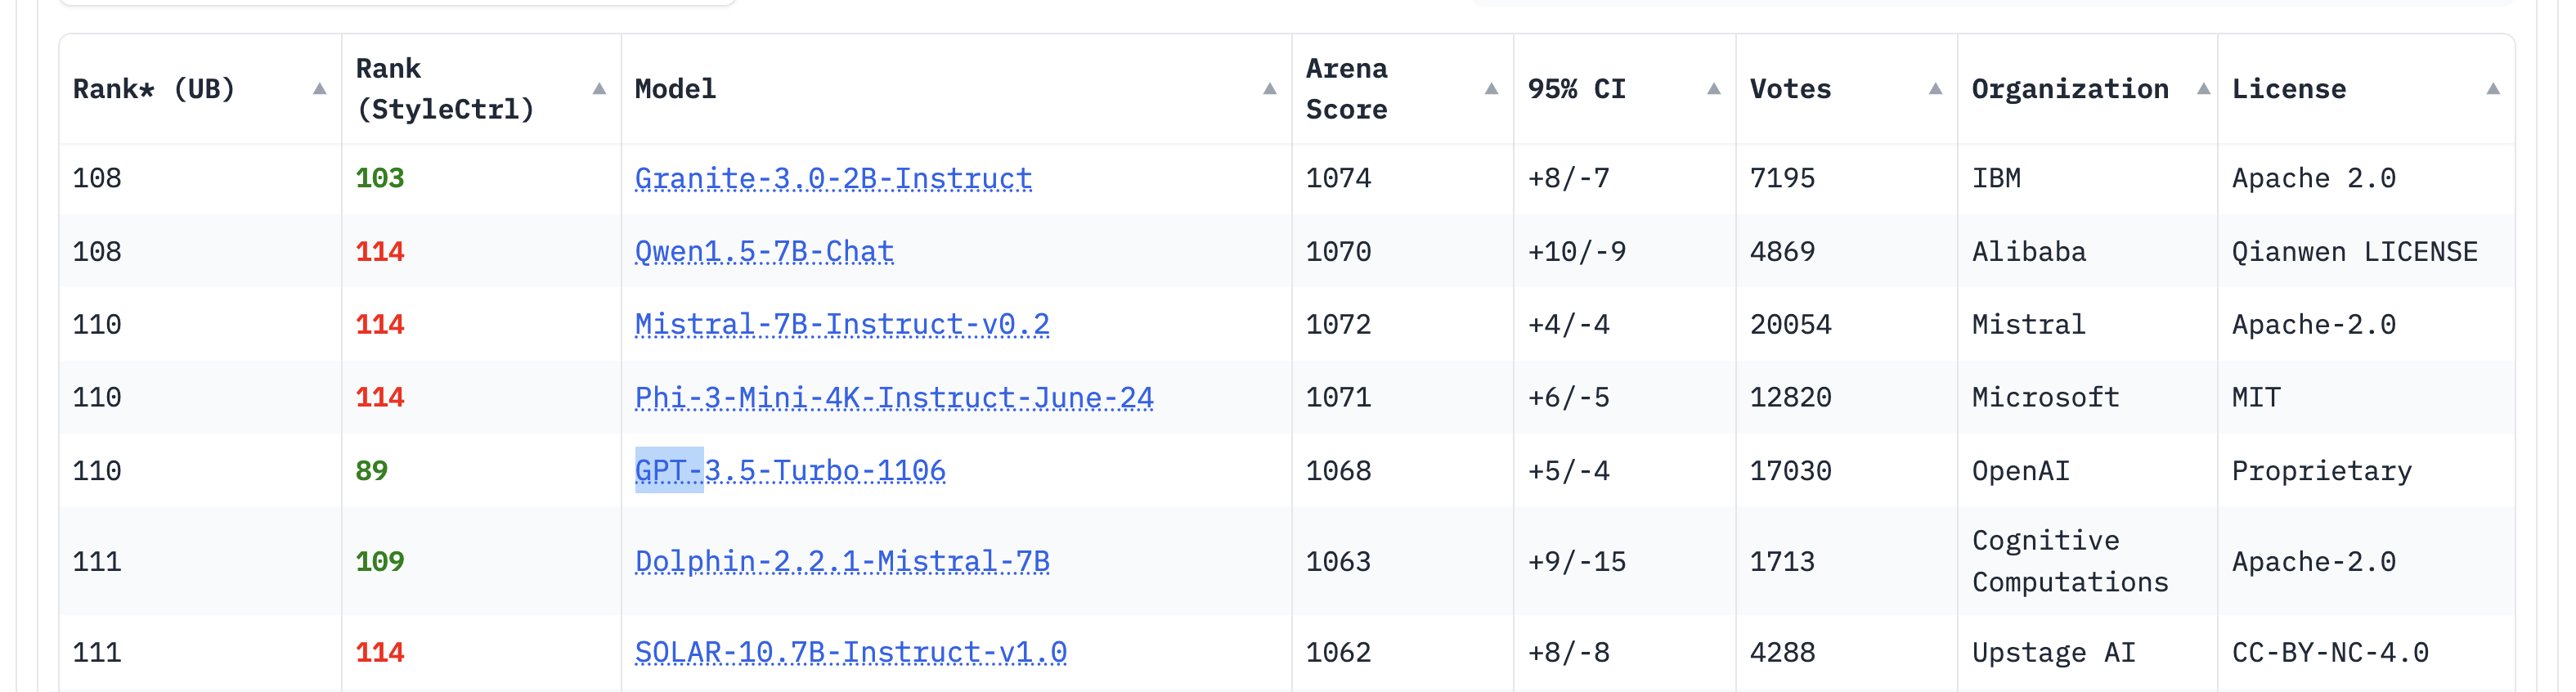 Rank* (UB) ▲ Rank (StyleCtrl) ▲ Model ▲ Arena Score ▲ 95% CI ▲ Votes ▲ Organization ▲ License ▲
108 103 Granite-3.0-2B-Instruct 1074 +8/-7 7195 IBM Apache 2.0
108 114 Qwen1.5-7B-Chat 1070 +10/-9 4869 Alibaba Qianwen LICENSE
110 114 Mistral-7B-Instruct-v0.2 1072 +4/-4 20054 Mistral Apache-2.0
110 114 Phi-3-Mini-4K-Instruct-June-24 1071 +6/-5 12820 Microsoft MIT
110 89 GPT-3.5-Turbo-1106 1068 +5/-4 17030 OpenAI Proprietary
111 109 Dolphin-2.2.1-Mistral-7B 1063 +9/-15 1713 Cognitive Computations Apache-2.0
111 114 SOLAR-10.7B-Instruct-v1.0 1062 +8/-8 4288 Upstage AI CC-BY-NC-4.0